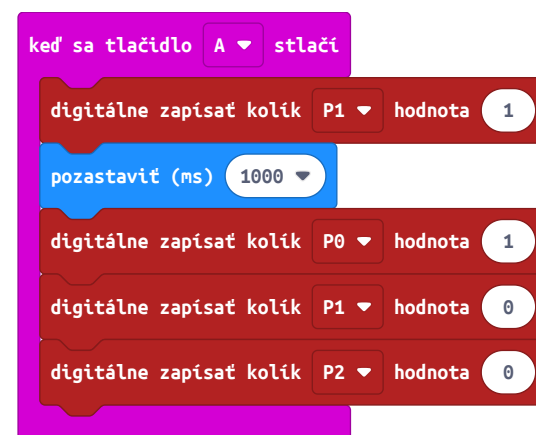 keď sa tlačidlo A stlačí
digitálne zapísať kolík P1 hodnota 1
pozastaviť (ms) 1000
digitálne zapísať kolík P0 hodnota 1
digitálne zapísať kolík P1 hodnota 0
digitálne zapísať kolík P2 hodnota 0